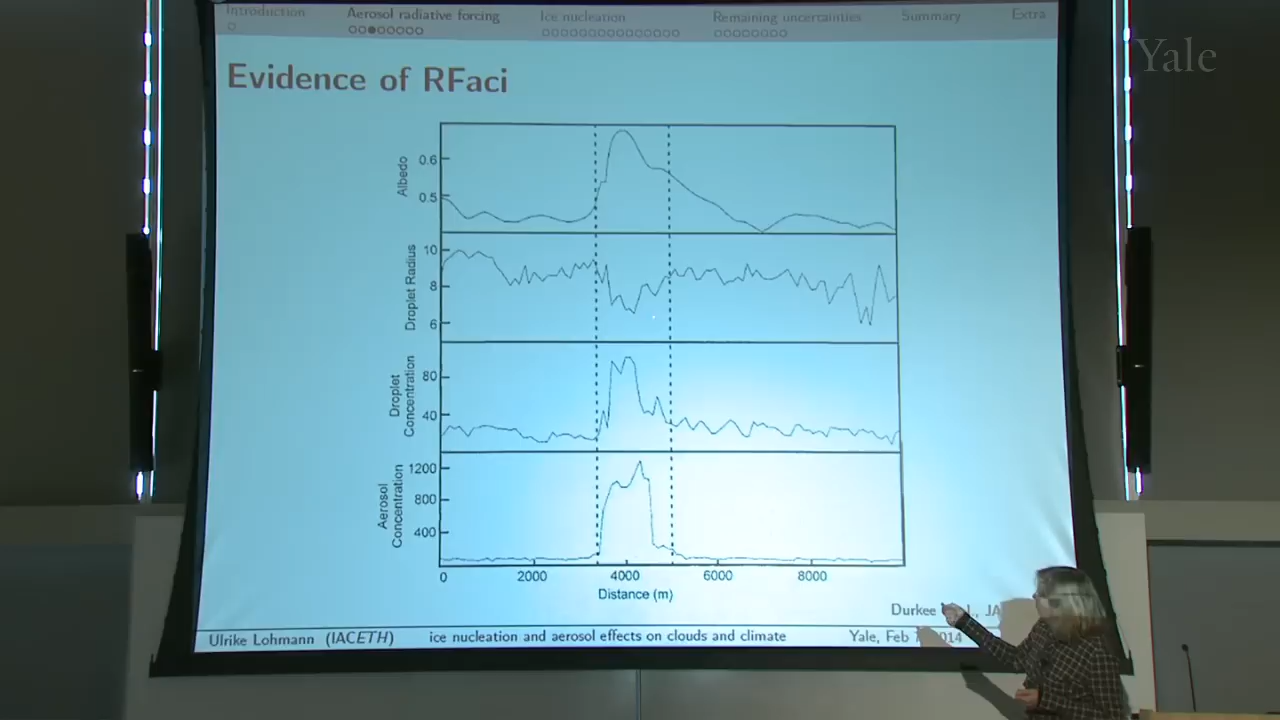 Introduction Aerosol radiative forcing Ice nucleation Remaining uncertainties Summary Extra
Yale
Evidence of RFaci
Albedo
0.6
0.5
Droplet Radius
10
8
6
Droplet
Concentration
80
40
Aerosol
Concentration
1200
800
400
0 2000 4000 6000 8000
Distance (m)
Durkee
Ulrike Lohmann (IACETH) ice nucleation and aerosol effects on clouds and climate Yale, Feb 2014